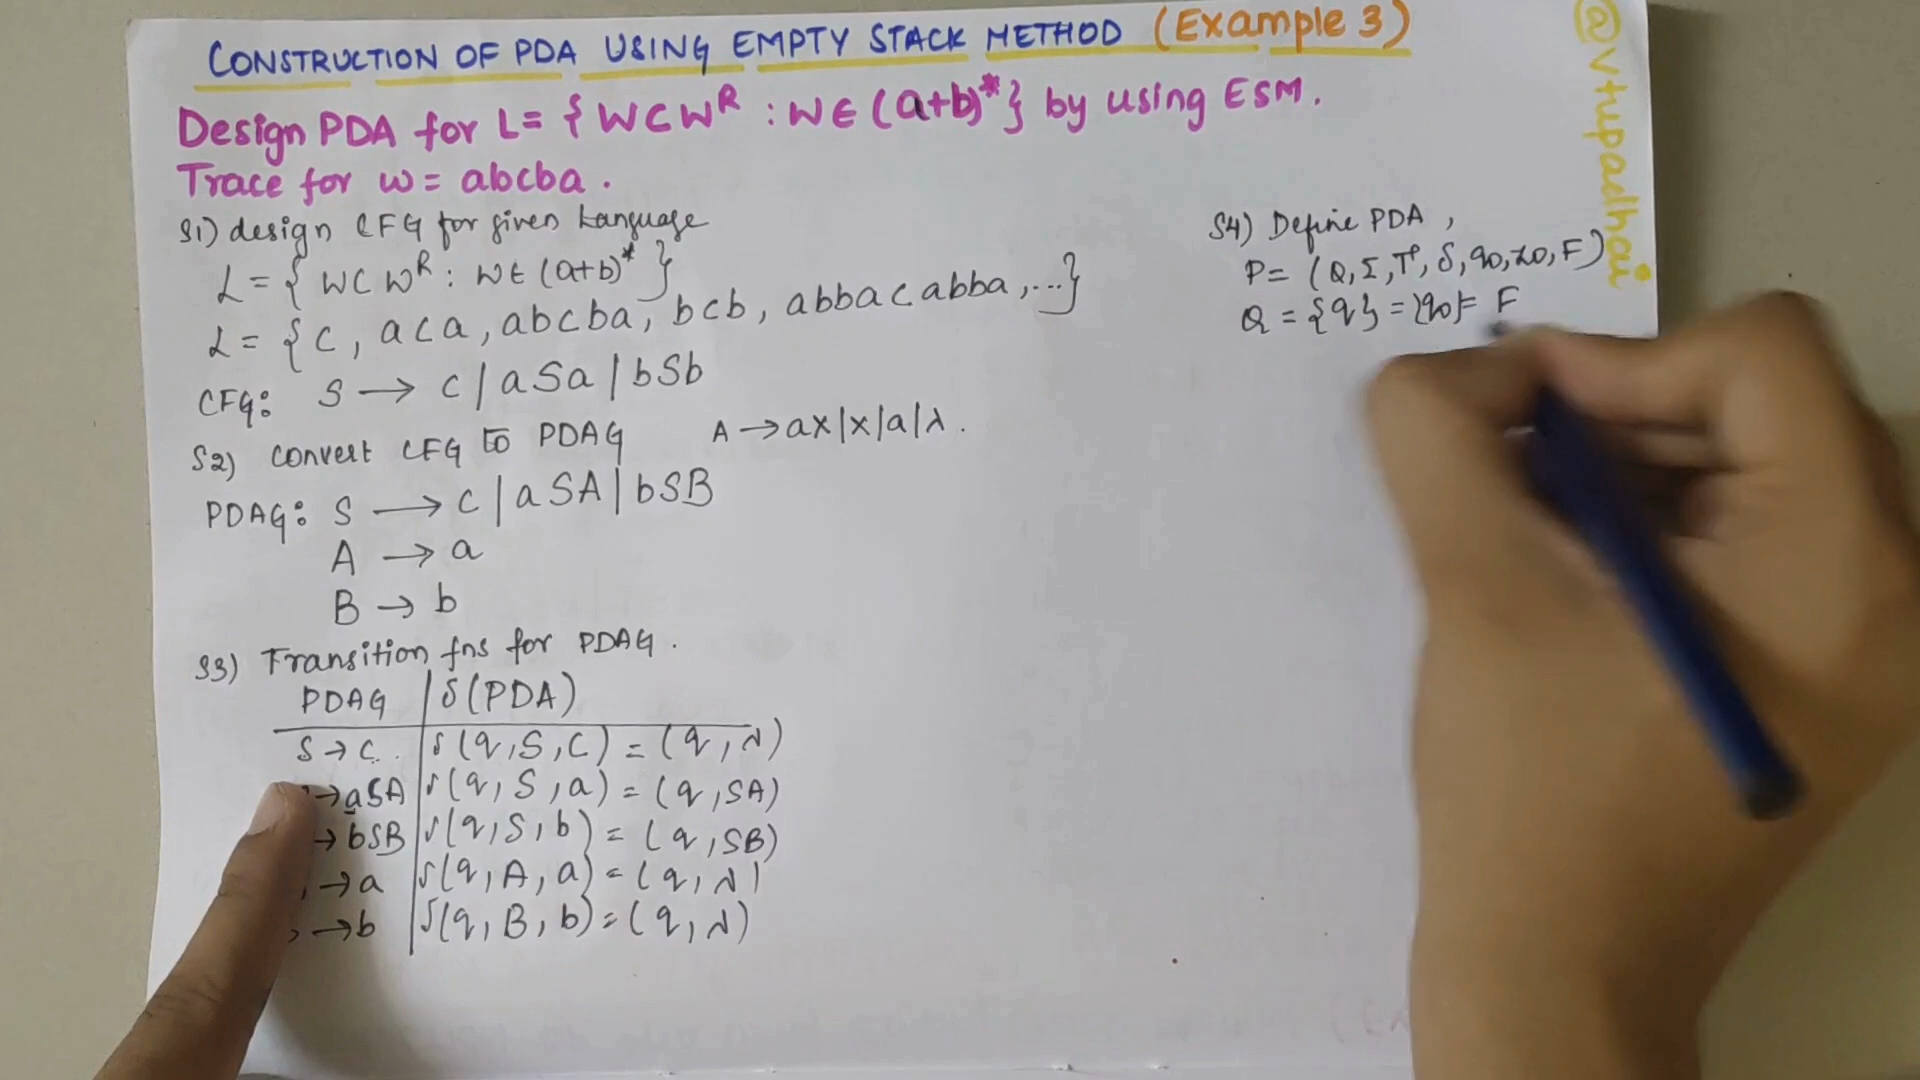 CONSTRUCTION OF PDA USING EMPTY STACK METHOD (Example 3)
Design PDA for L= {WCW^R : W∈(a+b)*} by using ESM.
Trace for w = abcba.
S1) design CFG for given Language
L = { WCW^R : W∈(a+b)* }
L = {C, aca, abcba, bcb, abbacabba, ...}
CFG: S → C | aSa | bSb
S2) Convert CFG to PDAG A → ax|x|a|λ.
PDAG: S → C | aSA | bSB
A → a
B → b
S3) Transition fns for PDAG.
PDAG | δ(PDA)
S → C. δ(q, S, C) = (q, λ)
→ aSA δ(q, S, a) = (q, SA)
→ bSB δ(q, S, b) = (q, SB)
→ a δ(q, A, a) = (q, λ)
→ b δ(q, B, b) = (q, λ)
S4) Define PDA,
P = (Q, Σ, Γ, δ, q0, z0, F)
Q = {q} = {q0} = F
@vtupadhai